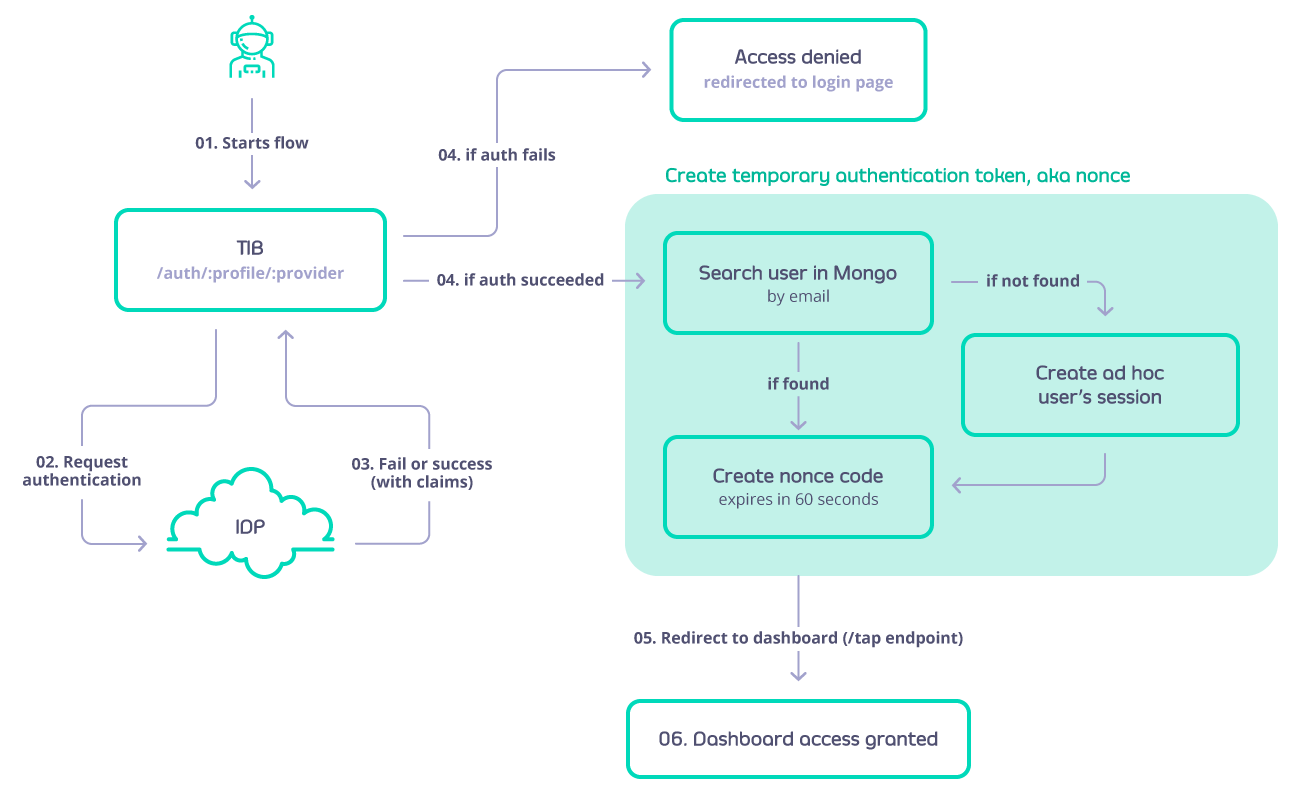 01. Starts flow
TIB
/auth/:profile/:provider
02. Request
authentication
IDP
03. Fail or success
(with claims)
04. if auth fails
Access denied
redirected to login page
04. if auth succeeded
Create temporary authentication token, aka nonce
Search user in Mongo
by email
if not found
Create ad hoc
user's session
if found
Create nonce code
expires in 60 seconds
05. Redirect to dashboard (/tap endpoint)
06. Dashboard access granted